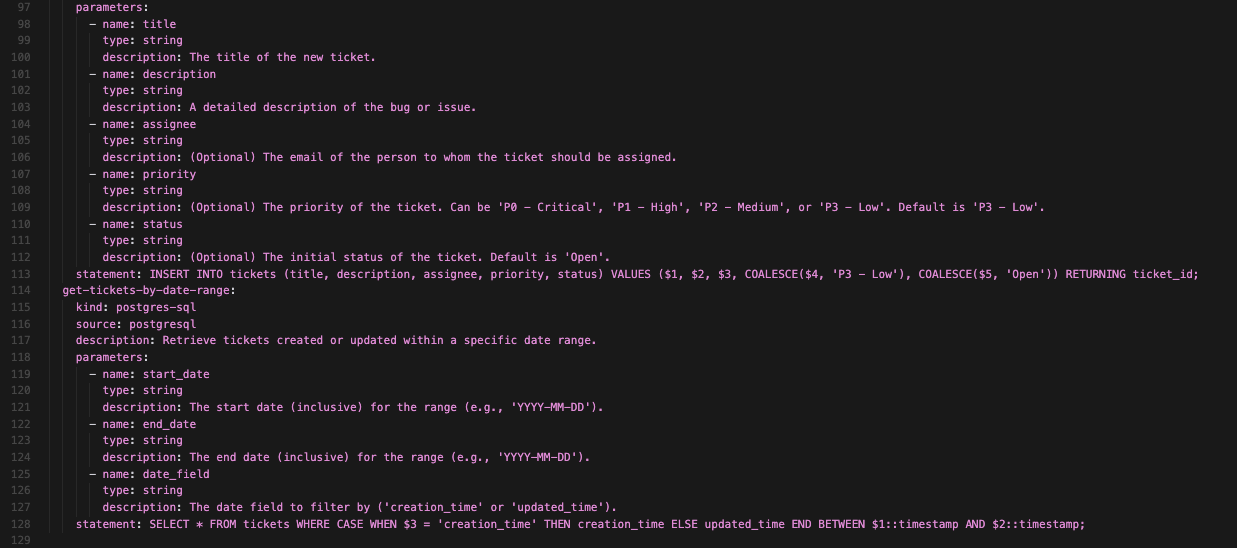 97 parameters:
98 - name: title
99 type: string
100 description: The title of the new ticket.
101 - name: description
102 type: string
103 description: A detailed description of the bug or issue.
104 - name: assignee
105 type: string
106 description: (Optional) The email of the person to whom the ticket should be assigned.
107 - name: priority
108 type: string
109 description: (Optional) The priority of the ticket. Can be 'P0 - Critical', 'P1 - High', 'P2 - Medium', or 'P3 - Low'. Default is 'P3 - Low'.
110 - name: status
111 type: string
112 description: (Optional) The initial status of the ticket. Default is 'Open'.
113 statement: INSERT INTO tickets (title, description, assignee, priority, status) VALUES ($1, $2, $3, COALESCE($4, 'P3 - Low'), COALESCE($5, 'Open')) RETURNING ticket_id;
114 get-tickets-by-date-range:
115 kind: postgres-sql
116 source: postgresql
117 description: Retrieve tickets created or updated within a specific date range.
118 parameters:
119 - name: start_date
120 type: string
121 description: The start date (inclusive) for the range (e.g., 'YYYY-MM-DD').
122 - name: end_date
123 type: string
124 description: The end date (inclusive) for the range (e.g., 'YYYY-MM-DD').
125 - name: date_field
126 type: string
127 description: The date field to filter by ('creation_time' or 'updated_time').
128 statement: SELECT * FROM tickets WHERE CASE WHEN $3 = 'creation_time' THEN creation_time ELSE updated_time END BETWEEN $1::timestamp AND $2::timestamp;
129